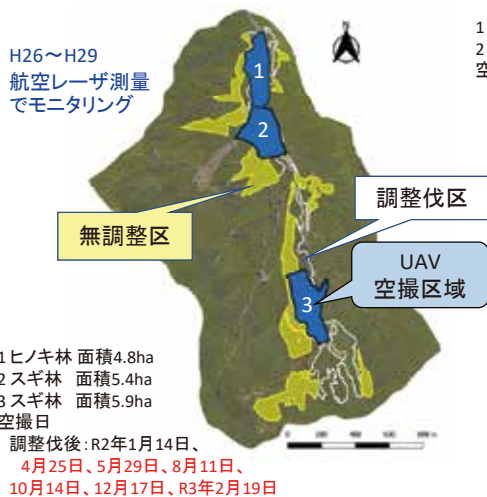 N
H26～H29
航空レーザ測量
でモニタリング
1
2
空
1
2
無調整区
調整伐区
UAV
空撮区域
3
1 ヒノキ林 面積4.8ha
2 スギ林 面積5.4ha
3 スギ林 面積5.9ha
空撮日
調整伐後：R2年1月14日、
4月25日、5月29日、8月11日、
10月14日、12月17日、R3年2月19日